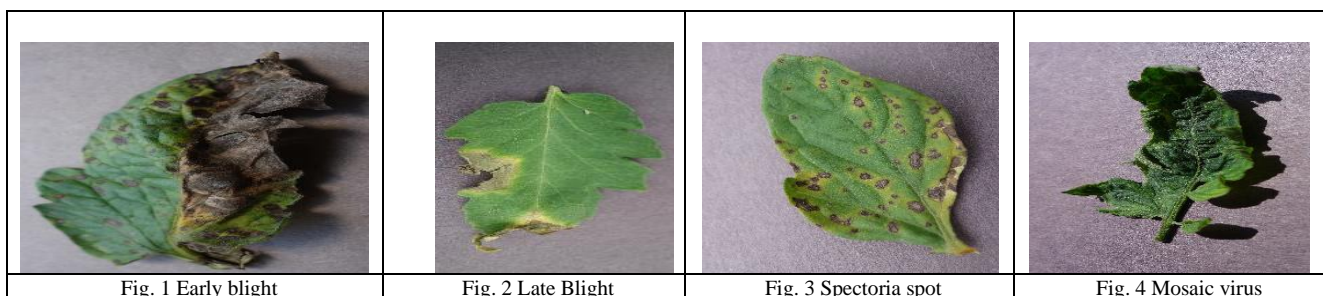 Fig. 1 Early blight
Fig. 2 Late Blight
Fig. 3 Spectoria spot
Fig. 4 Mosaic virus